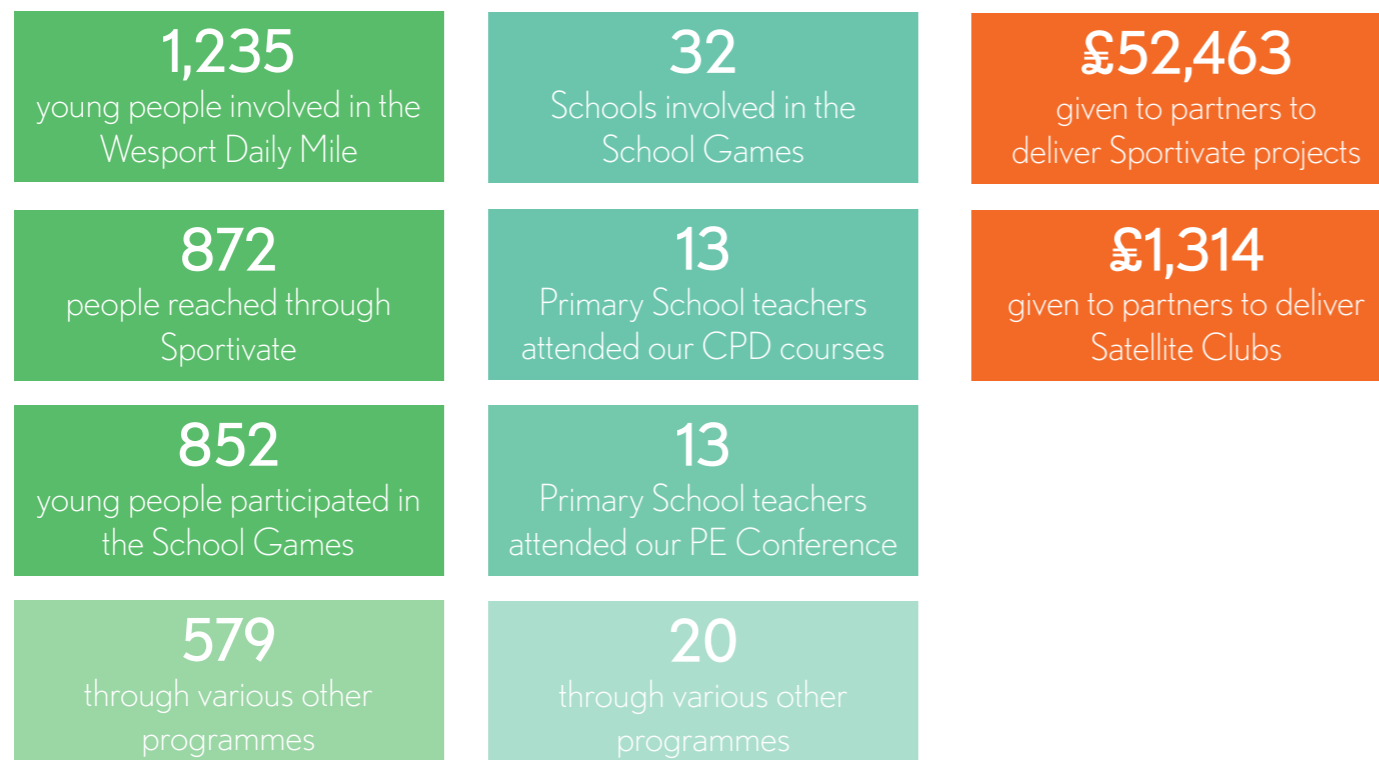 1,235
young people involved in the
Wesport Daily Mile
872
people reached through
Sportivate
852
young people participated in
the School Games
579
through various other
programmes
32
Schools involved in the
School Games
13
Primary School teachers
attended our CPD courses
13
Primary School teachers
attended our PE Conference
20
through various other
programmes
£52,463
given to partners to
deliver Sportivate projects
£1,314
given to partners to deliver
Satellite Clubs